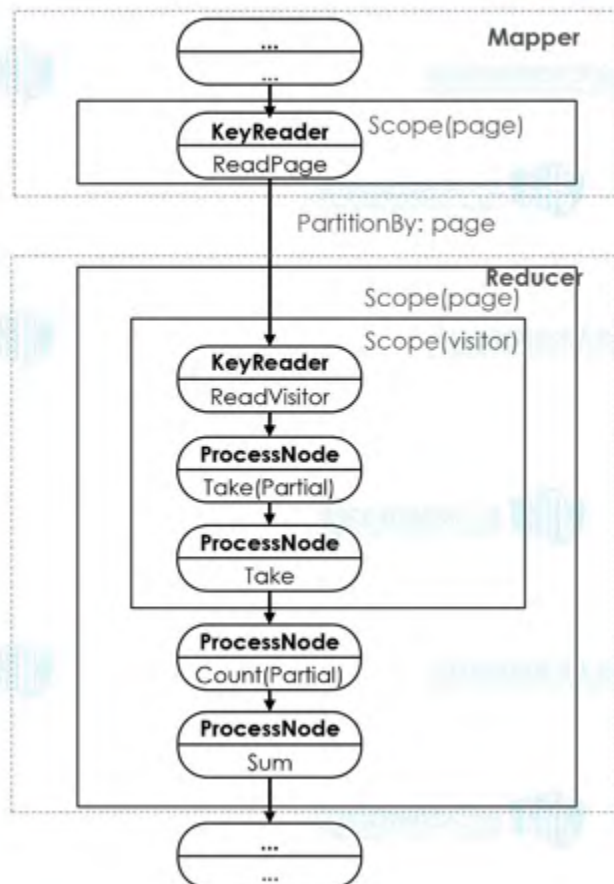 ...
...
Mapper
Scope(page)
KeyReader
ReadPage
PartitionBy: page
Reducer
Scope(page)
Scope(visitor)
KeyReader
ReadVisitor
ProcessNode
Take(Partial)
ProcessNode
Take
ProcessNode
Count(Partial)
ProcessNode
Sum
...
...